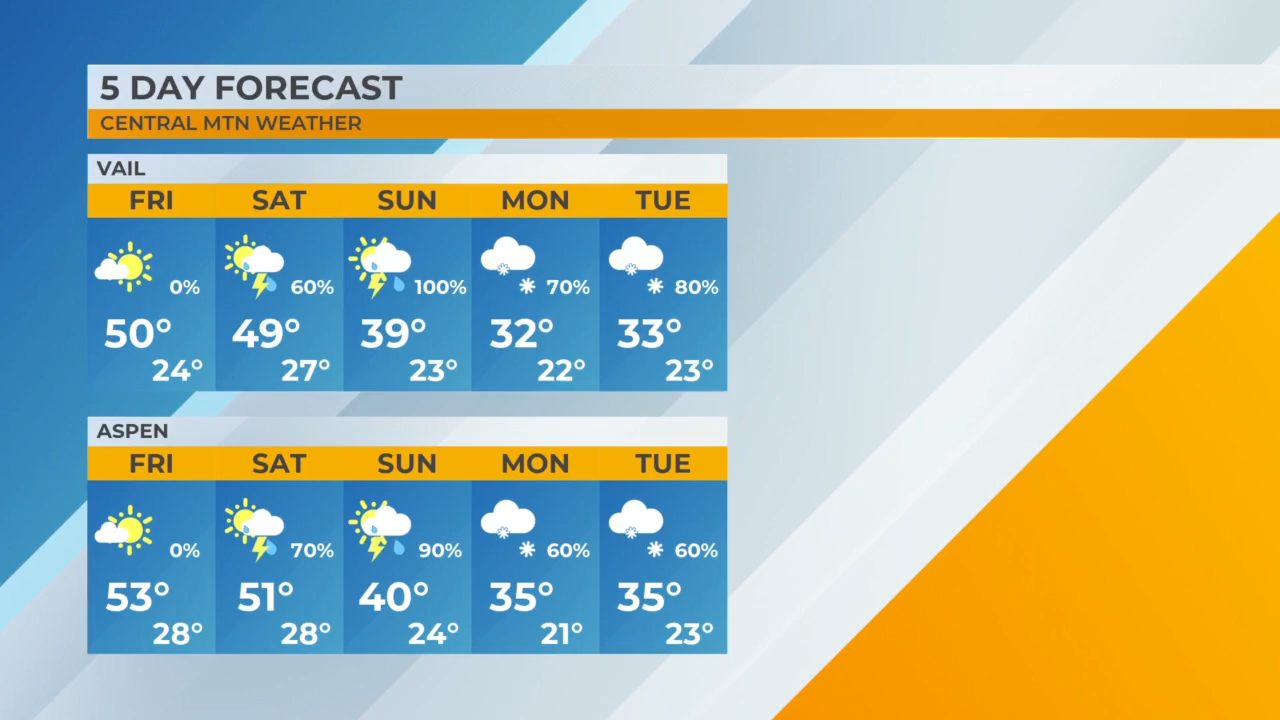 5 DAY FORECAST
CENTRAL MTN WEATHER
VAIL
FRI SAT SUN MON TUE
0% 60% 100% 70% 80%
50° 49° 39° 32° 33°
24° 27° 23° 22° 23°
ASPEN
FRI SAT SUN MON TUE
0% 70% 90% 60% 60%
53° 51° 40° 35° 35°
28° 28° 24° 21° 23°